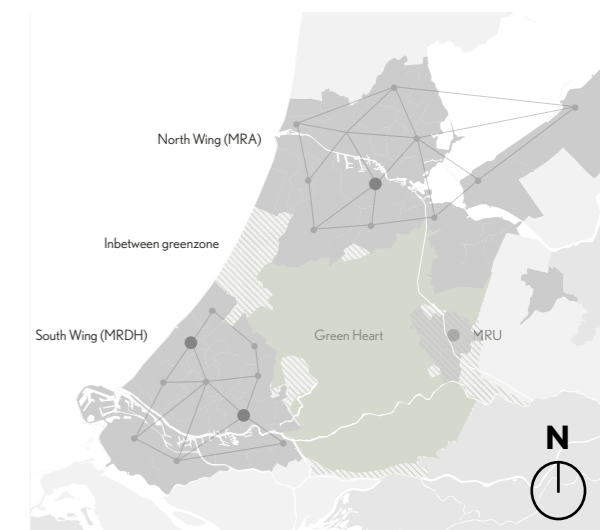 North Wing (MRA)
Inbetween greenzone
South Wing (MRDH)
Green Heart
MRU
N